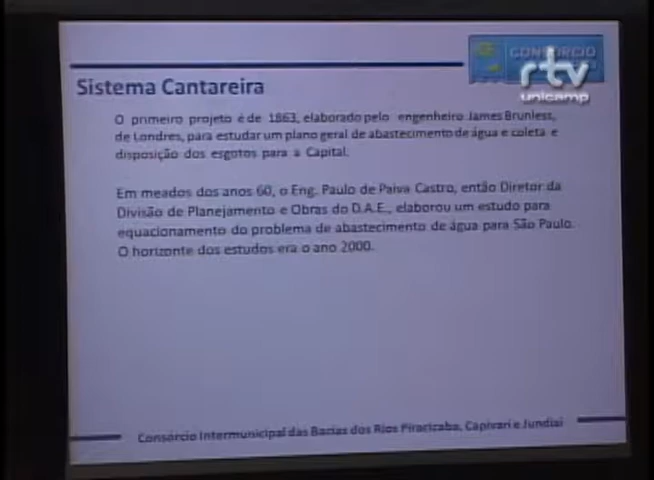 CONSÓRCIO
rtv
unicamp
Sistema Cantareira
O primeiro projeto é de 1863, elaborado pelo engenheiro James Brunless,
de Londres, para estudar um plano geral de abastecimento de água e coleta e
disposição dos esgotos para a Capital.
Em meados dos anos 60, o Eng. Paulo de Paiva Castro, então Diretor da
Divisão de Planejamento e Obras do D.A.E., elaborou um estudo para
equacionamento do problema de abastecimento de água para São Paulo.
O horizonte dos estudos era o ano 2000.
Consórcio Intermunicipal das Bacias dos Rios Piracicaba, Capivari e Jundiaí